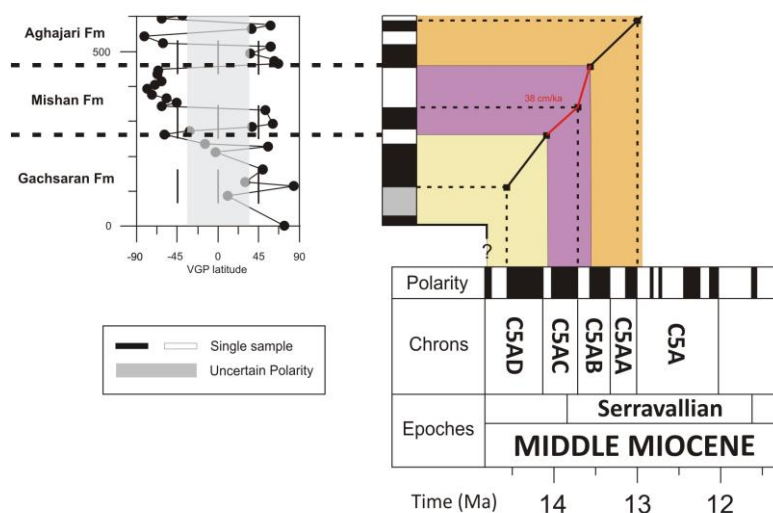 Aghajari Fm
500
Mishan Fm
Gachsaran Fm
0
-90
-45
0
45
90
VGP latitude
38 cm/ka
?
Single sample
Uncertain Polarity
Polarity
Chrons
C5AD
C5AC
C5AB
C5AA
C5A
Epoches
Serravallian
MIDDLE MIOCENE
Time (Ma)
14
13
12